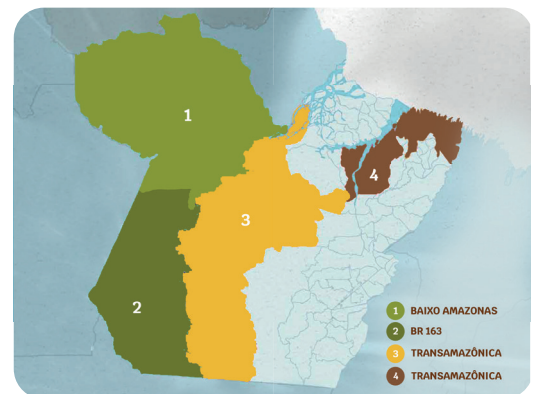 1
2
3
4
1 BAIXO AMAZONAS
2 BR 163
3 TRANSAMAZÔNICA
4 TRANSAMAZÔNICA